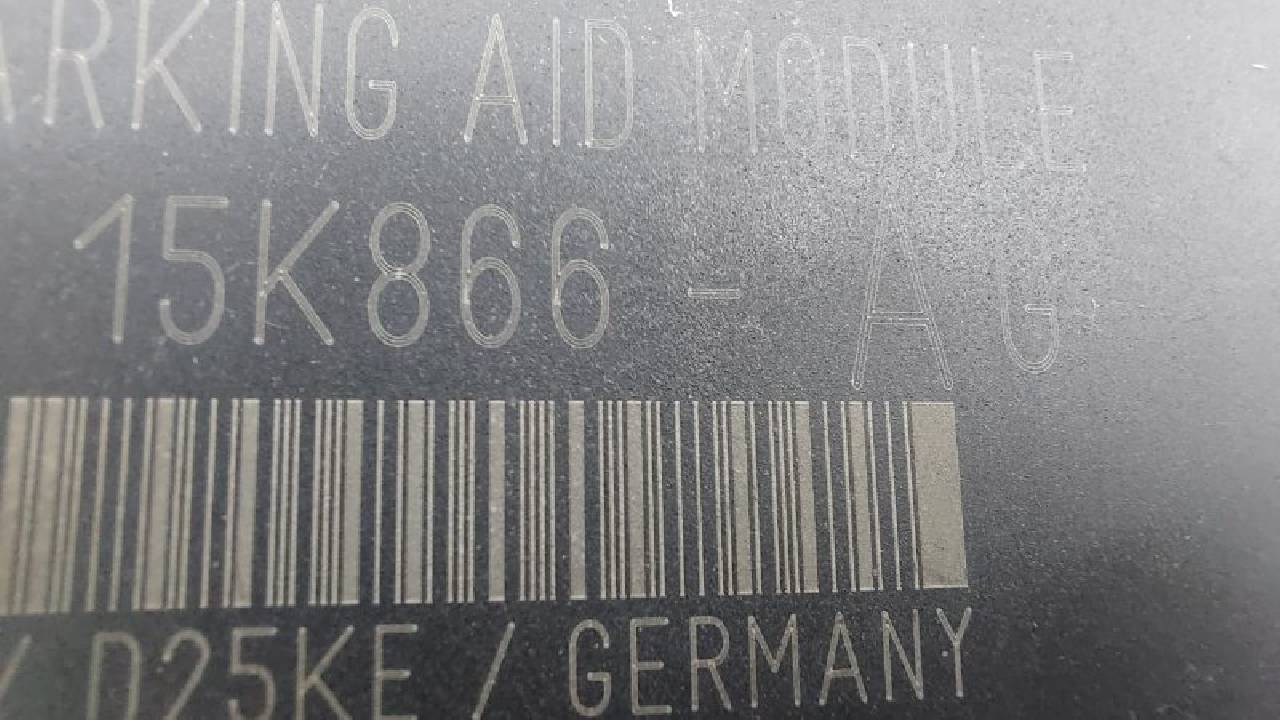 ARKING AID MODULE
15K866 - AG
/ D25KE / GERMANY